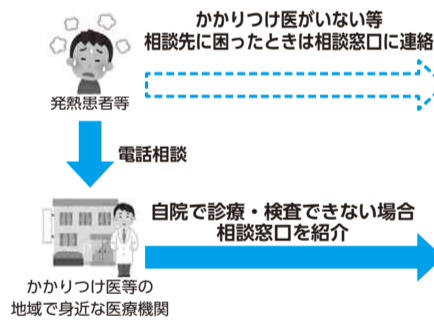 かかりつけ医がいない等
相談先に困ったときは相談窓口に連絡
発熱患者等
電話相談
自院で診療・検査できない場合
相談窓口を紹介
かかりつけ医等の
地域で身近な医療機関